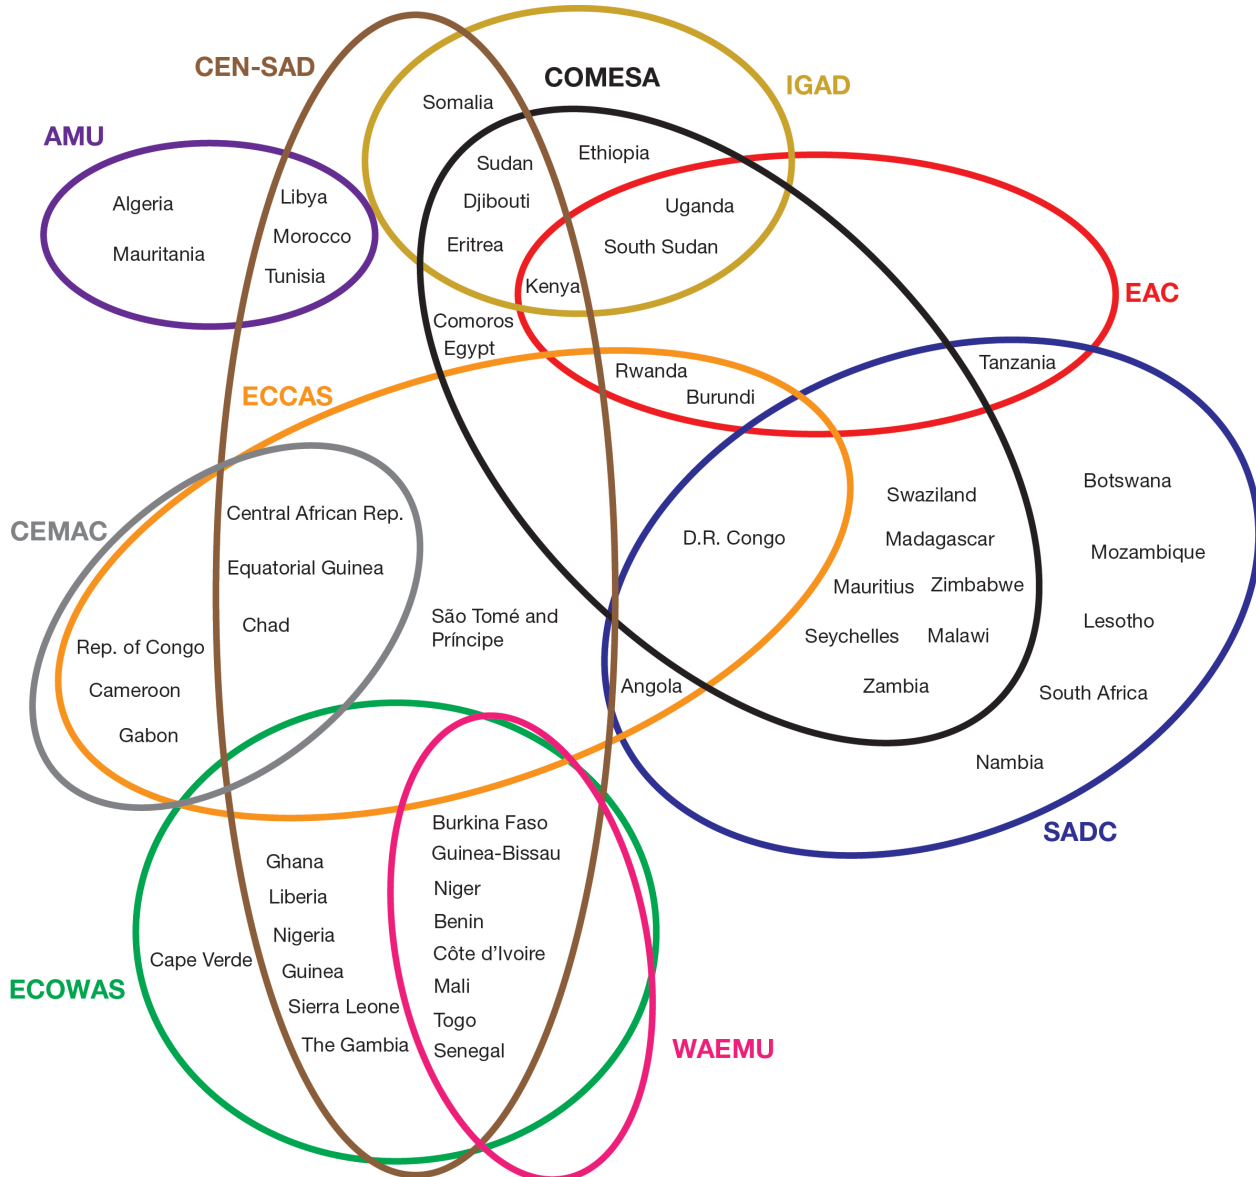 CEN-SAD
COMESA
IGAD
AMU
Somalia
Sudan
Ethiopia
Djibouti
Uganda
Eritrea
South Sudan
Kenya
Algeria
Libya
Mauritania
Morocco
Tunisia
EAC
Comoros
Egypt
Rwanda
Burundi
Tanzania
ECCAS
CEMAC
Central African Rep.
Equatorial Guinea
Chad
Rep. of Congo
Cameroon
Gabon
São Tomé and
Príncipe
D.R. Congo
Angola
Swaziland
Madagascar
Mauritius
Zimbabwe
Seychelles
Malawi
Zambia
Botswana
Mozambique
Lesotho
South Africa
Nambia
SADC
Burkina Faso
Guinea-Bissau
Niger
Benin
Côte d’Ivoire
Mali
Togo
Senegal
Ghana
Liberia
Nigeria
Guinea
Sierra Leone
The Gambia
Cape Verde
ECOWAS
WAEMU